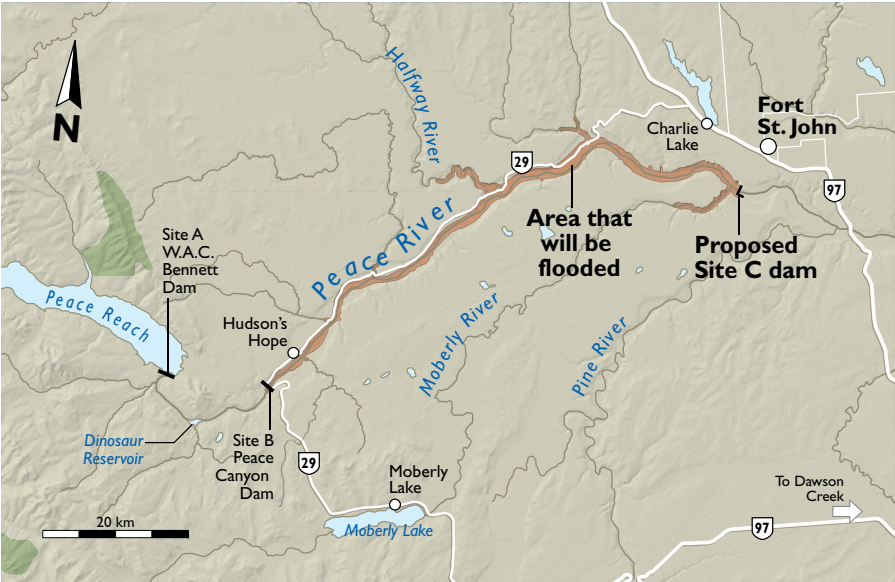 Halfway River
29
Charlie
Lake
Fort
St. John
97
N
Area that
will be
flooded
Proposed
Site C dam
Peace River
Site A
W.A.C.
Bennett
Dam
Peace Reach
Hudson's
Hope
Moberly River
Pine River
Dinosaur
Reservoir
Site B
Peace
Canyon
Dam
29
Moberly
Lake
Moberly Lake
To Dawson
Creek
97
20 km